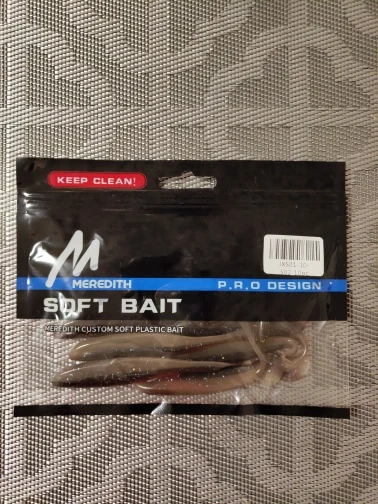 KEEP CLEAN!
M
MEREDITH
P.R.O DESIGN
SOFT BAIT
MEREDITH CUSTOM SOFT PLASTIC BAIT